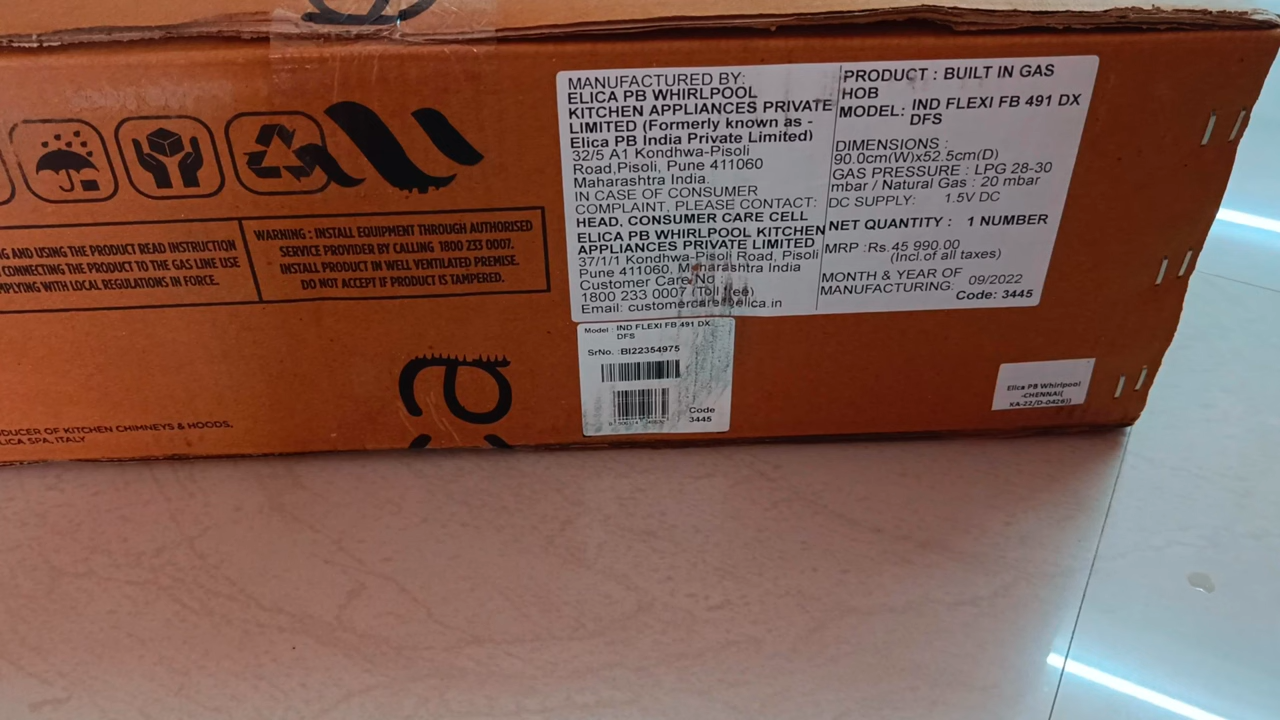 MANUFACTURED BY:
ELICA PB WHIRLPOOL
KITCHEN APPLIANCES PRIVATE
LIMITED (Formerly known as -
Elica PB India Private Limited)
32/5 A1 Kondhwa-Pisoli
Road,Pisoli, Pune 411060
Maharashtra India.
IN CASE OF CONSUMER
COMPLAINT, PLEASE CONTACT:
HEAD, CONSUMER CARE CELL
ELICA PB WHIRLPOOL KITCHEN
APPLIANCES PRIVATE LIMITED
37/1/1 Kondhwa-Pisoli Road, Pisoli
Pune 411060, Maharashtra India
Customer Care No :
1800 233 0007 (Toll free)
Email: customercare@elica.in
PRODUCT : BUILT IN GAS
HOB
MODEL: IND FLEXI FB 491 DX
DFS
DIMENSIONS :
90.0cm(W)x52.5cm(D)
GAS PRESSURE : LPG 28-30
mbar / Natural Gas : 20 mbar
DC SUPPLY: 1.5V DC
NET QUANTITY : 1 NUMBER
MRP :Rs.45 990.00
(Incl.of all taxes)
MONTH & YEAR OF
MANUFACTURING: 09/2022
Code: 3445
G AND USING THE PRODUCT READ INSTRUCTION
CONNECTING THE PRODUCT TO THE GAS LINE USE
MPLYING WITH LOCAL REGULATIONS IN FORCE.
WARNING : INSTALL EQUIPMENT THROUGH AUTHORISED
SERVICE PROVIDER BY CALLING 1800 233 0007.
INSTALL PRODUCT IN WELL VENTILATED PREMISE.
DO NOT ACCEPT IF PRODUCT IS TAMPERED.
Model : IND FLEXI FB 491 DX
DFS
SrNo. :BI22354975
Code
3445
Elica PB Whirlpool
-CHENNAI(
KA-22/D-0426))
DUCER OF KITCHEN CHIMNEYS & HOODS,
LICA SPA, ITALY
a